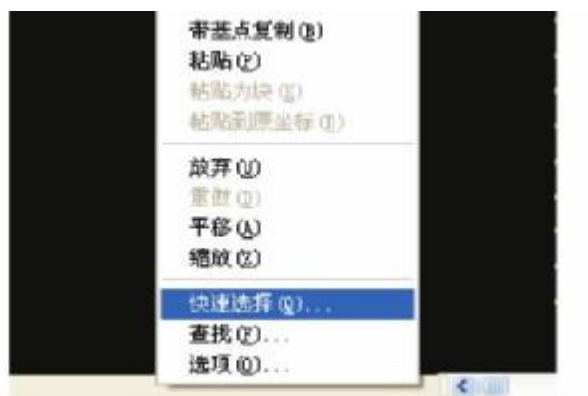 带基点复制(B)
粘贴(P)
粘贴为块(K)
粘贴到原坐标(D)
放弃(U)
重做(D)
平移(A)
缩放(Z)
快速选择(Q)...
查找(F)...
选项(O)...